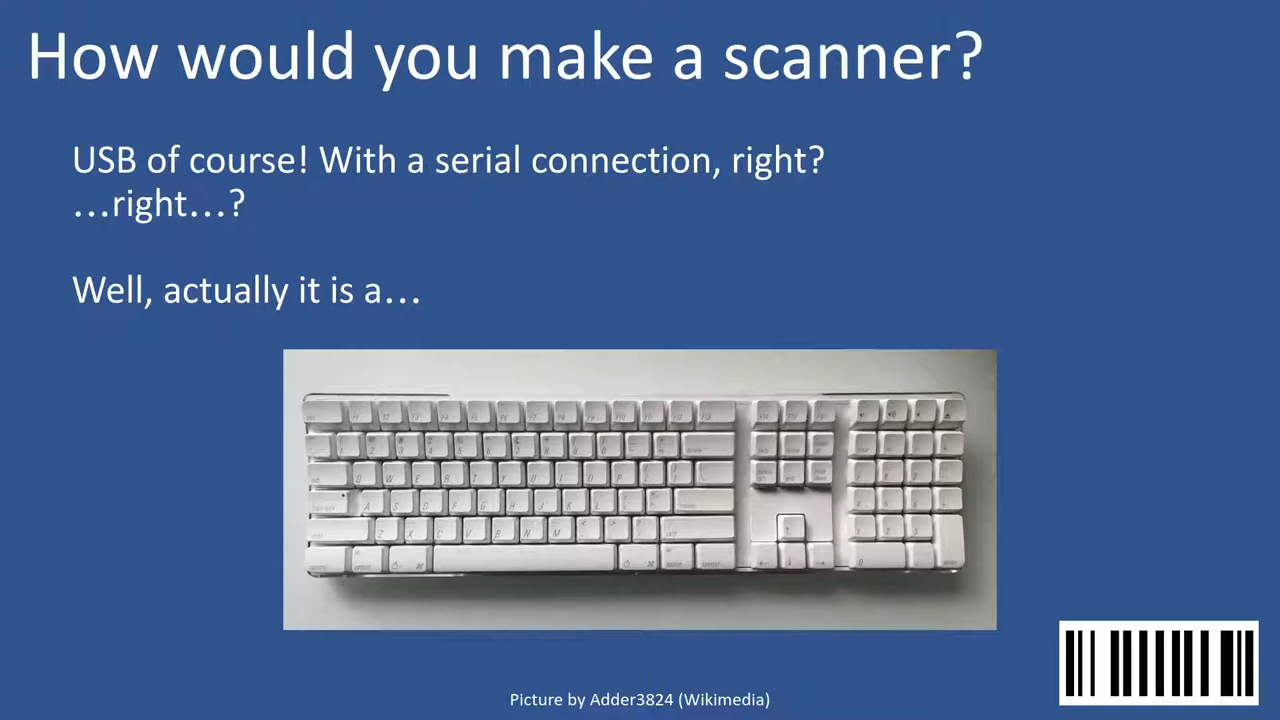 How would you make a scanner?
USB of course! With a serial connection, right?
…right…?
Well, actually it is a…
Picture by Adder3824 (Wikimedia)